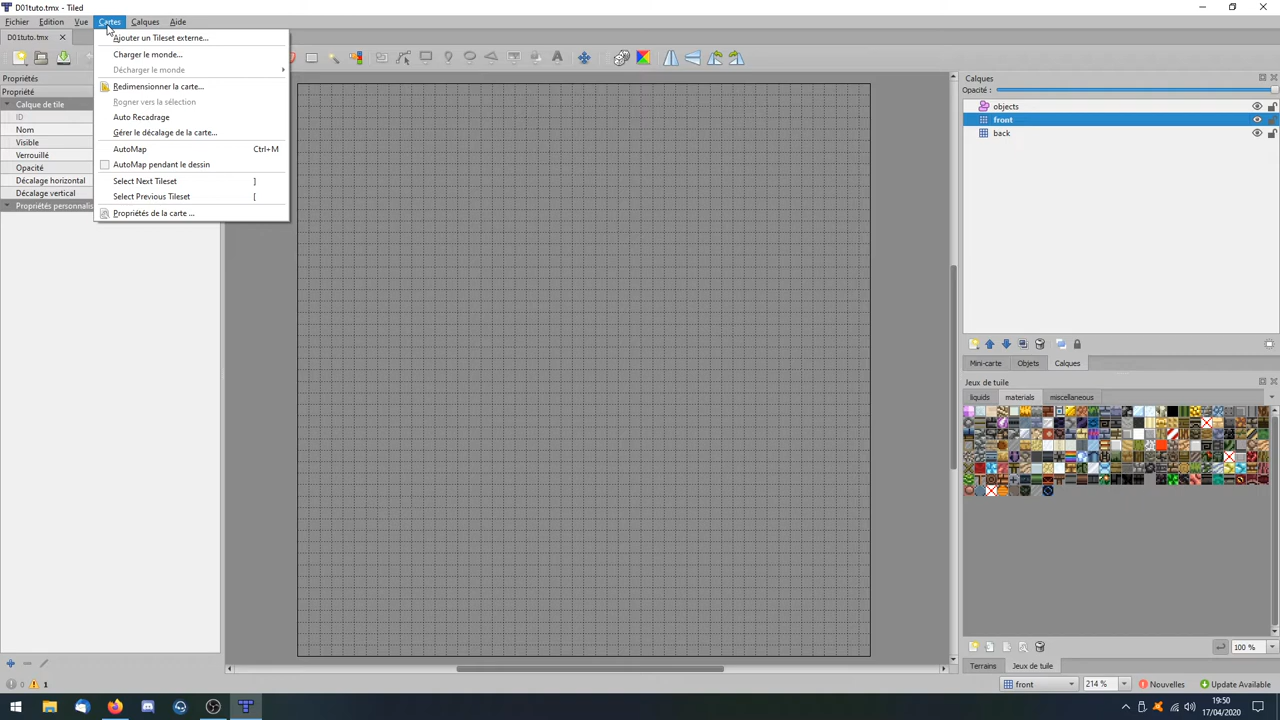 D01tuto.tmx - Tiled
Fichier Edition Vue Cartes Calques Aide
D01tuto.tmx
Ajouter un Tileset externe...
Charger le monde...
Décharger le monde
Redimensionner la carte...
Rogner vers la sélection
Auto Recadrage
Gérer le décalage de la carte...
AutoMap Ctrl+M
AutoMap pendant le dessin
Select Next Tileset ]
Select Previous Tileset [
Propriétés de la carte ...
Propriétés
Propriété
Calque de tile
ID
Nom
Visible
Verrouillé
Opacité
Décalage horizontal
Décalage vertical
Propriétés personnalis
Calques
Opacité :
objects
front
back
Mini-carte Objets Calques
Jeux de tuile
liquids materials miscellaneous
100 %
Terrains Jeux de tuile
0 1
front 214 % Nouvelles Update Available
19:50
17/04/2020